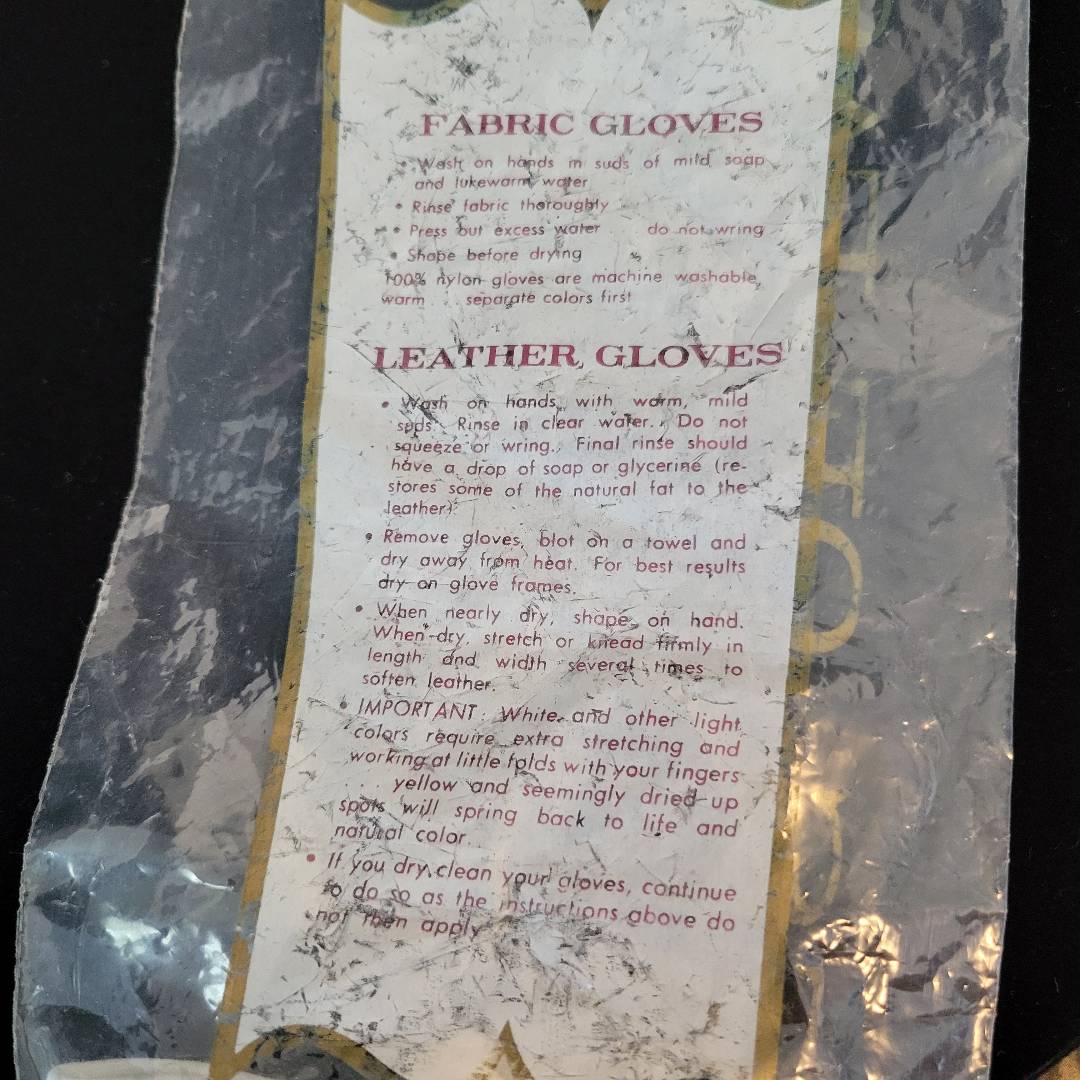 FABRIC GLOVES
• Wash on hands in suds of mild soap
and lukewarm water
• Rinse fabric thoroughly
• Press out excess water . . . do not wring
• Shape before drying
100% nylon gloves are machine washable,
warm . . . separate colors first
LEATHER GLOVES
• Wash on hands with warm, mild
suds. Rinse in clear water. Do not
squeeze or wring. Final rinse should
have a drop of soap or glycerine (re-
stores some of the natural fat to the
leather).
• Remove gloves, blot on a towel and
dry away from heat. For best results
dry on glove frames.
• When nearly dry, shape on hand.
When dry, stretch or knead firmly in
length and width several times to
soften leather.
• IMPORTANT: White and other light
colors require extra stretching and
working at little folds with your fingers
. . . yellow and seemingly dried-up
spots will spring back to life and
natural color.
• If you dry clean your gloves, continue
to do so as the instructions above do
not then apply